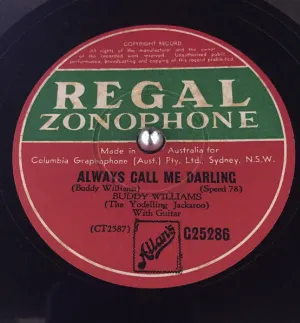 COPYRIGHT RECORD
All rights of the manufacturer and the owner
of the recorded work reserved. Unauthorised public
performance, broadcasting and copying of this record prohibited
REGAL
ZONOPHONE
Made in Australia for
Columbia Graphophone (Aust.) Pty. Ltd. Sydney, N.S.W.
ALWAYS CALL ME DARLING
(Buddy Williams) (Speed 78)
BUDDY WILLIAMS
(The Yodelling Jackaroo)
With Guitar
(CT2387) Allan's G25286